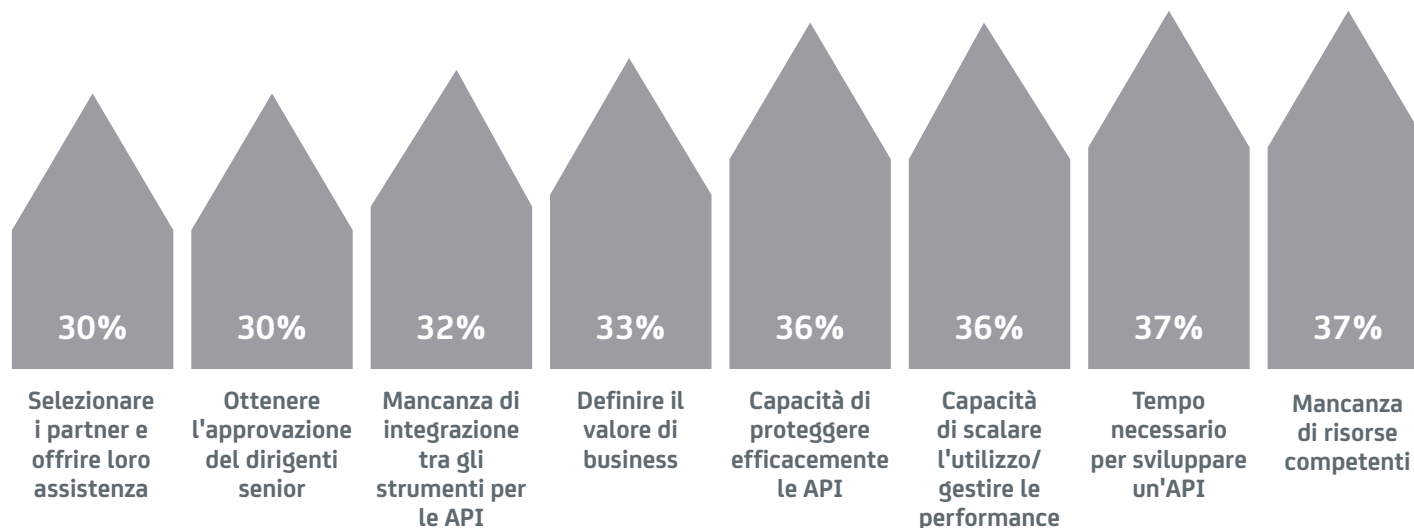 30%
30%
32%
33%
36%
36%
37%
37%
Selezionare
i partner e
offrire loro
assistenza
Ottenere
l'approvazione
del dirigenti
senior
Mancanza di
integrazione
tra gli
strumenti per
le API
Definire il
valore di
business
Capacità di
proteggere
efficacemente
le API
Capacità
di scalare
l'utilizzo/
gestire le
performance
Tempo
necessario
per sviluppare
un'API
Mancanza
di risorse
competenti